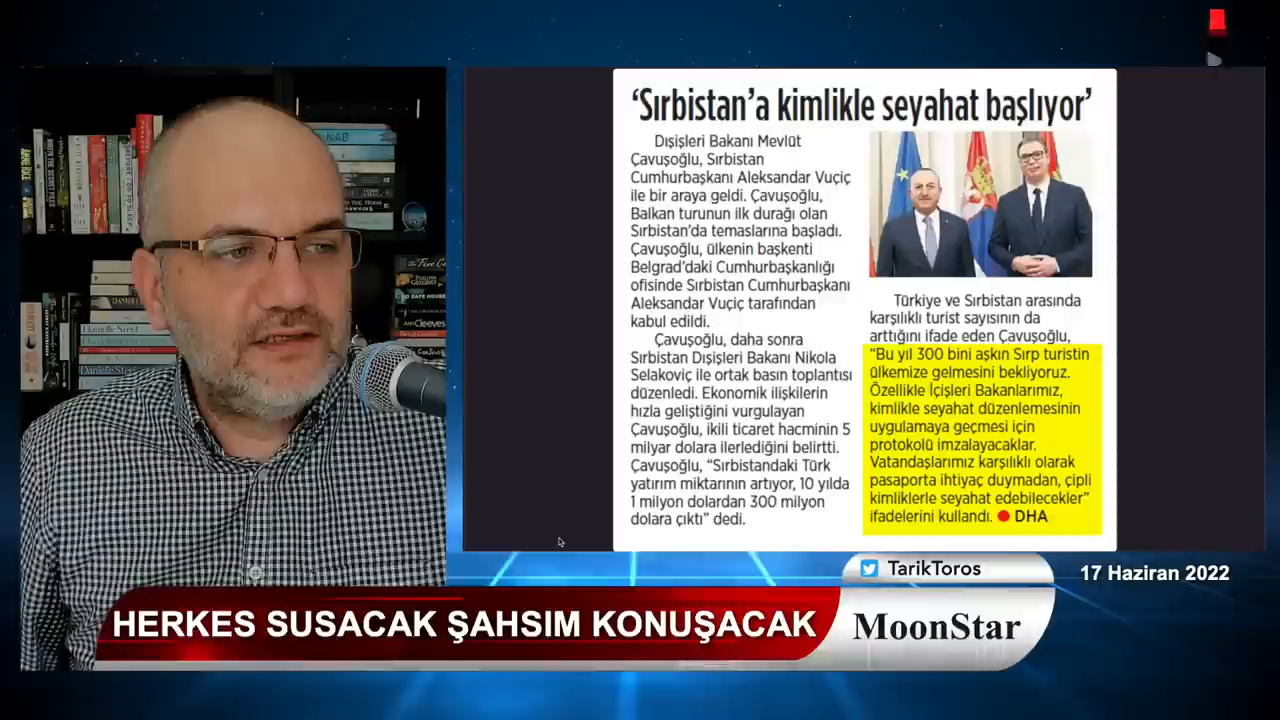 'Sırbistan'a kimlikle seyahat başlıyor'
Dışişleri Bakanı Mevlüt
Çavuşoğlu, Sırbistan
Cumhurbaşkanı Aleksandar Vuçiç
ile bir araya geldi. Çavuşoğlu,
Balkan turunun ilk durağı olan
Sırbistan'da temaslarına başladı.
Çavuşoğlu, ülkenin başkenti
Belgrad'daki Cumhurbaşkanlığı
ofisinde Sırbistan Cumhurbaşkanı
Aleksandar Vuçiç tarafından
kabul edildi.
Çavuşoğlu, daha sonra
Sırbistan Dışişleri Bakanı Nikola
Selakoviç ile ortak basın toplantısı
düzenledi. Ekonomik ilişkilerin
hızla geliştiğini vurgulayan
Çavuşoğlu, ikili ticaret hacminin 5
milyar dolara ilerlediğini belirtti.
Çavuşoğlu, "Sırbistandaki Türk
yatırım miktarının artıyor, 10 yılda
1 milyon dolardan 300 milyon
dolara çıktı" dedi.
Türkiye ve Sırbistan arasında
karşılıklı turist sayısının da
arttığını ifade eden Çavuşoğlu,
"Bu yıl 300 bini aşkın Sırp turistin
ülkemize gelmesini bekliyoruz.
Özellikle İçişleri Bakanlarımız,
kimlikle seyahat düzenlemesinin
uygulamaya geçmesi için
protokolü imzalayacaklar.
Vatandaşlarımız karşılıklı olarak
pasaporta ihtiyaç duymadan, çipli
kimliklerle seyahat edebilecekler"
ifadelerini kullandı. DHA
TarikToros
17 Haziran 2022
HERKES SUSACAK ŞAHSIM KONUŞACAK
MoonStar